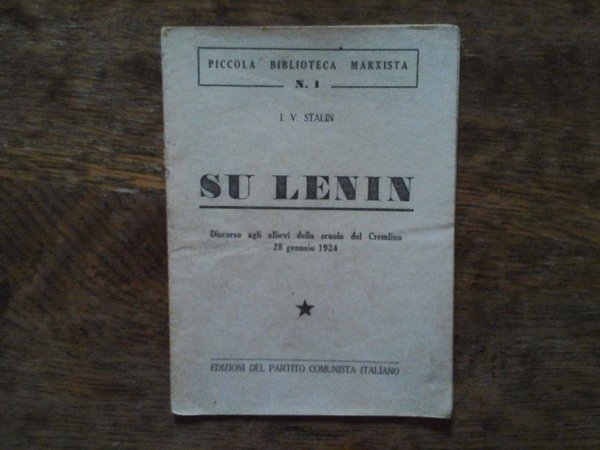 PICCOLA BIBLIOTECA MARXISTA
N. 1
I. V. STALIN
SU LENIN
Discorso agli allievi della scuola del Cremlino
28 gennaio 1924
EDIZIONI DEL PARTITO COMUNISTA ITALIANO